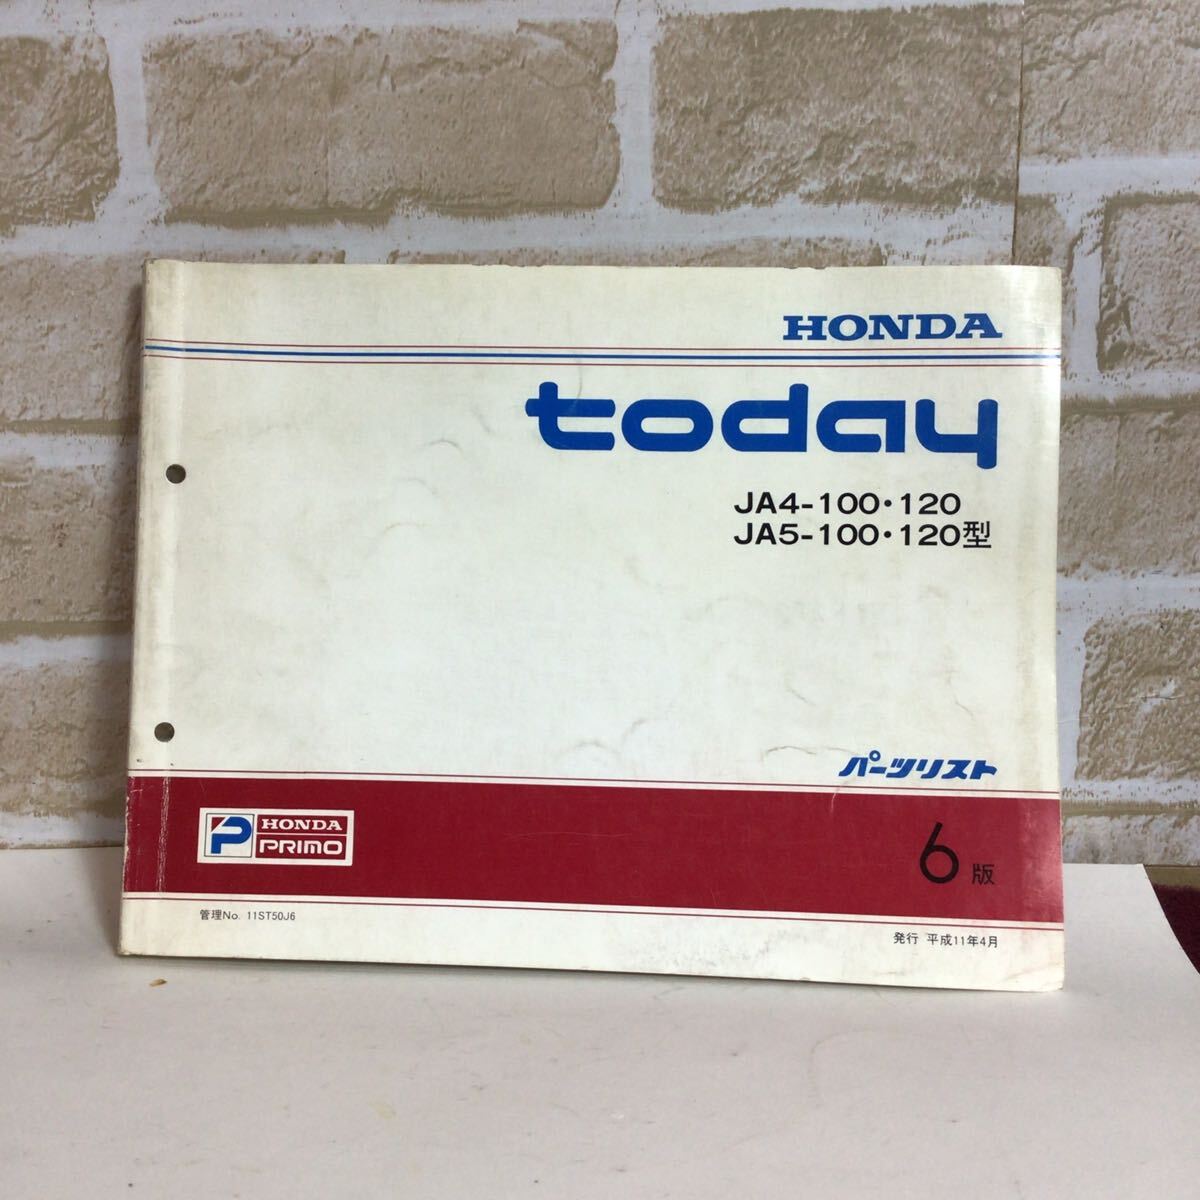 HONDA
today
JA4-100・120
JA5-100・120型
パーツリスト
P HONDA
PRIMO
6版
管理No. 11ST50J6
発行 平成11年4月